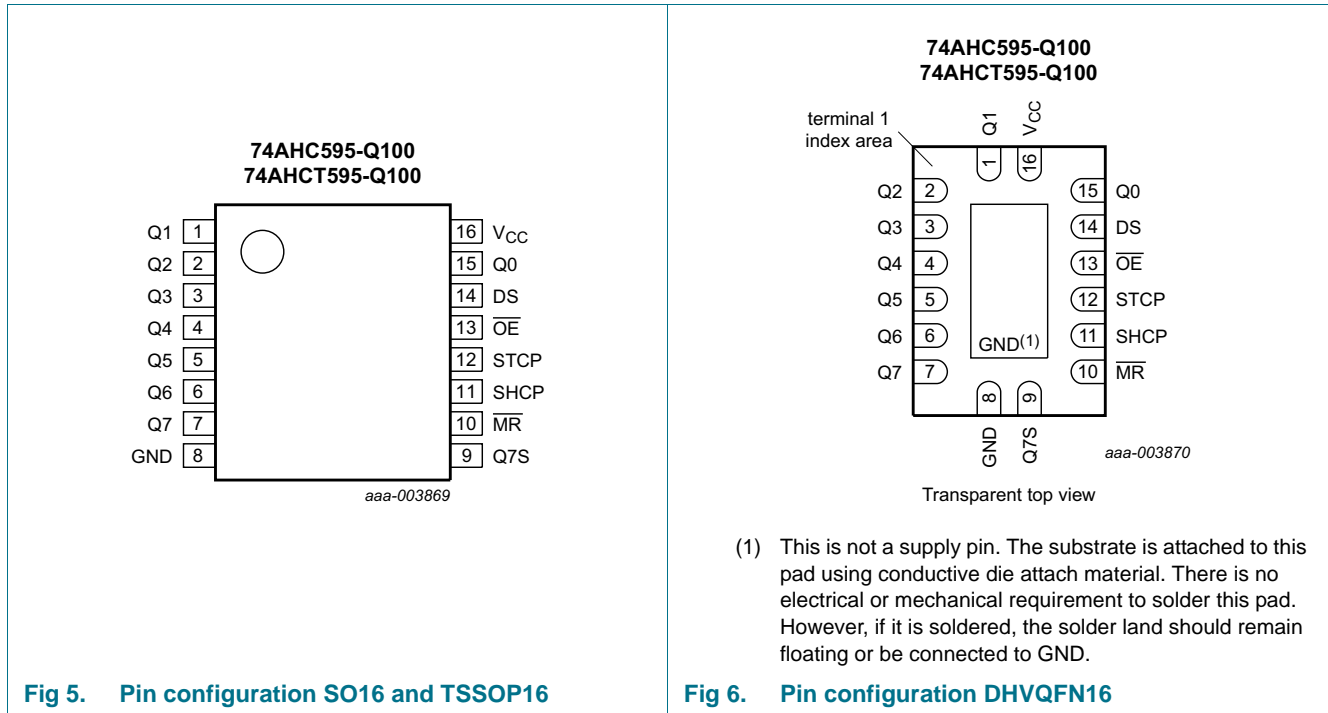 74AHC595-Q100
74AHCT595-Q100
Q1 1
Q2 2
Q3 3
Q4 4
Q5 5
Q6 6
Q7 7
GND 8
16 VCC
15 Q0
14 DS
13 O̅E̅
12 STCP
11 SHCP
10 M̅R̅
9 Q7S
aaa-003869
Fig 5. Pin configuration SO16 and TSSOP16
74AHC595-Q100
74AHCT595-Q100
terminal 1
index area
Q1
VCC
1
16
Q2 2
Q3 3
Q4 4
Q5 5
Q6 6
Q7 7
15 Q0
14 DS
13 O̅E̅
12 STCP
11 SHCP
10 M̅R̅
GND(1)
8
9
GND
Q7S
aaa-003870
Transparent top view
(1) This is not a supply pin. The substrate is attached to this
pad using conductive die attach material. There is no
electrical or mechanical requirement to solder this pad.
However, if it is soldered, the solder land should remain
floating or be connected to GND.
Fig 6. Pin configuration DHVQFN16